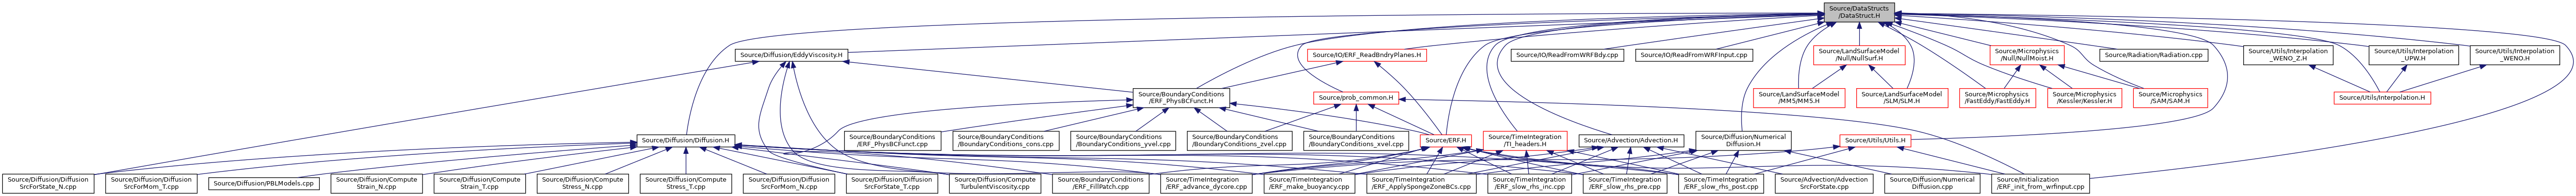 Source/DataStructs
/DataStruct.H
Source/Diffusion/EddyViscosity.H
Source/IO/ERF_ReadBndryPlanes.H
Source/IO/ReadFromWRFBdy.cpp
Source/IO/ReadFromWRFInput.cpp
Source/LandSurfaceModel
/Null/NullSurf.H
Source/Microphysics
/Null/NullMoist.H
Source/Radiation/Radiation.cpp
Source/Utils/Interpolation
_WENO_Z.H
Source/Utils/Interpolation
_UPW.H
Source/Utils/Interpolation
_WENO.H
Source/BoundaryConditions
/ERF_PhysBCFunct.H
Source/prob_common.H
Source/LandSurfaceModel
/MMS/MMS.H
Source/LandSurfaceModel
/SLM/SLM.H
Source/Microphysics
/FastEddy/FastEddy.H
Source/Microphysics
/Kessler/Kessler.H
Source/Microphysics
/SAM/SAM.H
Source/Utils/Interpolation.H
Source/Diffusion/Diffusion.H
Source/BoundaryConditions
/ERF_PhysBCFunct.cpp
Source/BoundaryConditions
/BoundaryConditions_cons.cpp
Source/BoundaryConditions
/BoundaryConditions_yvel.cpp
Source/BoundaryConditions
/BoundaryConditions_zvel.cpp
Source/BoundaryConditions
/BoundaryConditions_xvel.cpp
Source/ERF.H
Source/TimeIntegration
/TI_headers.H
Source/Advection/Advection.H
Source/Diffusion/Numerical
Diffusion.H
Source/Utils/Utils.H
Source/Diffusion/Diffusion
SrcForState_N.cpp
Source/Diffusion/Diffusion
SrcForMom_T.cpp
Source/Diffusion/PBLModels.cpp
Source/Diffusion/Compute
Strain_N.cpp
Source/Diffusion/Compute
Strain_T.cpp
Source/Diffusion/Compute
Stress_N.cpp
Source/Diffusion/Compute
Stress_T.cpp
Source/Diffusion/Diffusion
SrcForMom_N.cpp
Source/Diffusion/Diffusion
SrcForState_T.cpp
Source/Diffusion/Compute
TurbulentViscosity.cpp
Source/BoundaryConditions
/ERF_FillPatch.cpp
Source/TimeIntegration
/ERF_advance_dycore.cpp
Source/TimeIntegration
/ERF_make_buoyancy.cpp
Source/TimeIntegration
/ERF_ApplySpongeZoneBCs.cpp
Source/TimeIntegration
/ERF_slow_rhs_inc.cpp
Source/TimeIntegration
/ERF_slow_rhs_pre.cpp
Source/TimeIntegration
/ERF_slow_rhs_post.cpp
Source/Advection/Advection
SrcForState.cpp
Source/Diffusion/Numerical
Diffusion.cpp
Source/Initialization
/ERF_init_from_wrfinput.cpp